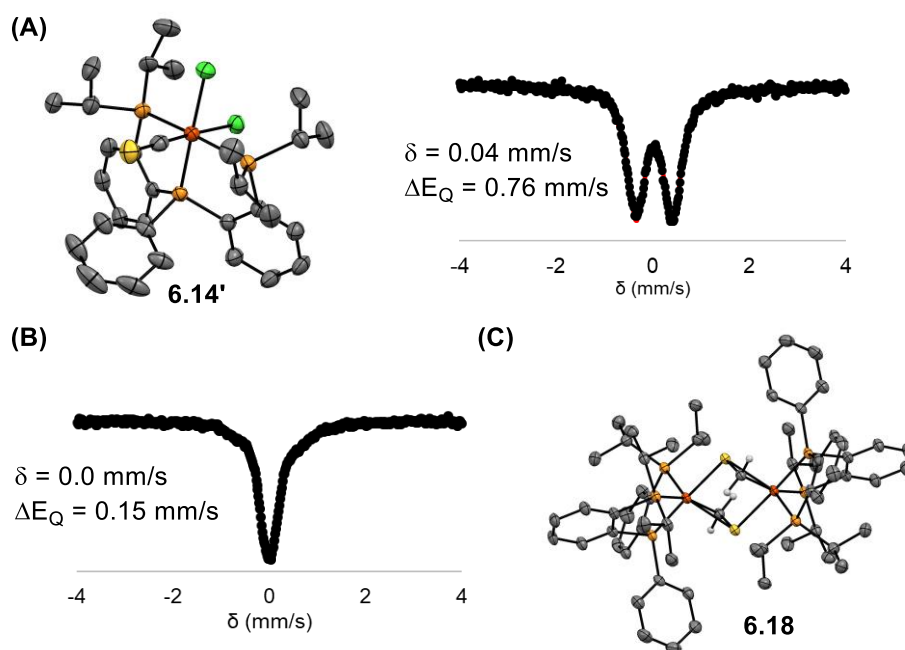 (A)
δ = 0.04 mm/s
ΔE_Q = 0.76 mm/s
-4 -2 0 2 4
δ (mm/s)
6.14'
(B)
δ = 0.0 mm/s
ΔE_Q = 0.15 mm/s
-4 -2 0 2 4
δ (mm/s)
(C)
6.18